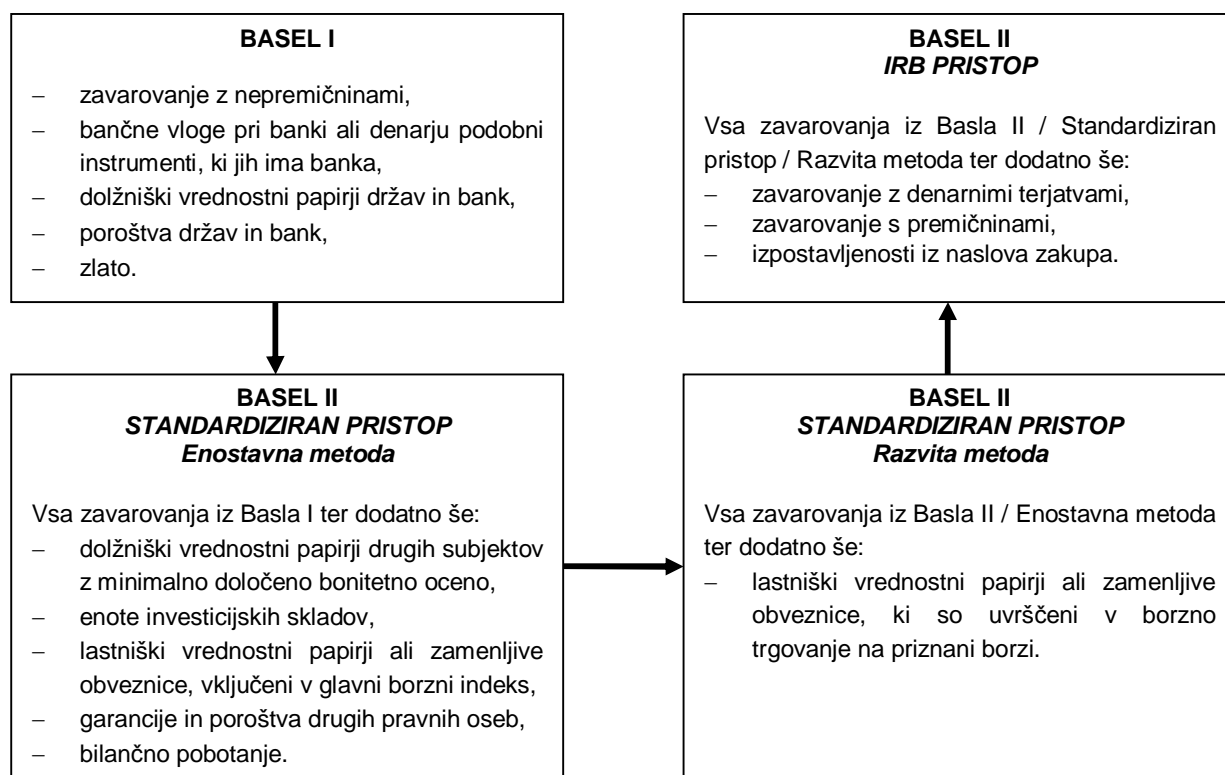 BASEL I
– zavarovanje z nepremičninami,
– bančne vloge pri banki ali denarju podobni
instrumenti, ki jih ima banka,
– dolžniški vrednostni papirji držav in bank,
– poroštva držav in bank,
– zlato.
BASEL II
STANDARDIZIRAN PRISTOP
Enostavna metoda
Vsa zavarovanja iz Basla I ter dodatno še:
– dolžniški vrednostni papirji drugih subjektov
z minimalno določeno bonitetno oceno,
– enote investicijskih skladov,
– lastniški vrednostni papirji ali zamenljive
obveznice, vključeni v glavni borzni indeks,
– garancije in poroštva drugih pravnih oseb,
– bilančno pobotanje.
BASEL II
STANDARDIZIRAN PRISTOP
Razvita metoda
Vsa zavarovanja iz Basla II / Enostavna metoda
ter dodatno še:
– lastniški vrednostni papirji ali zamenljive
obveznice, ki so uvrščeni v borzno
trgovanje na priznani borzi.
BASEL II
IRB PRISTOP
Vsa zavarovanja iz Basla II / Standardiziran
pristop / Razvita metoda ter dodatno še:
– zavarovanje z denarnimi terjatvami,
– zavarovanje s premičninami,
– izpostavljenosti iz naslova zakupa.